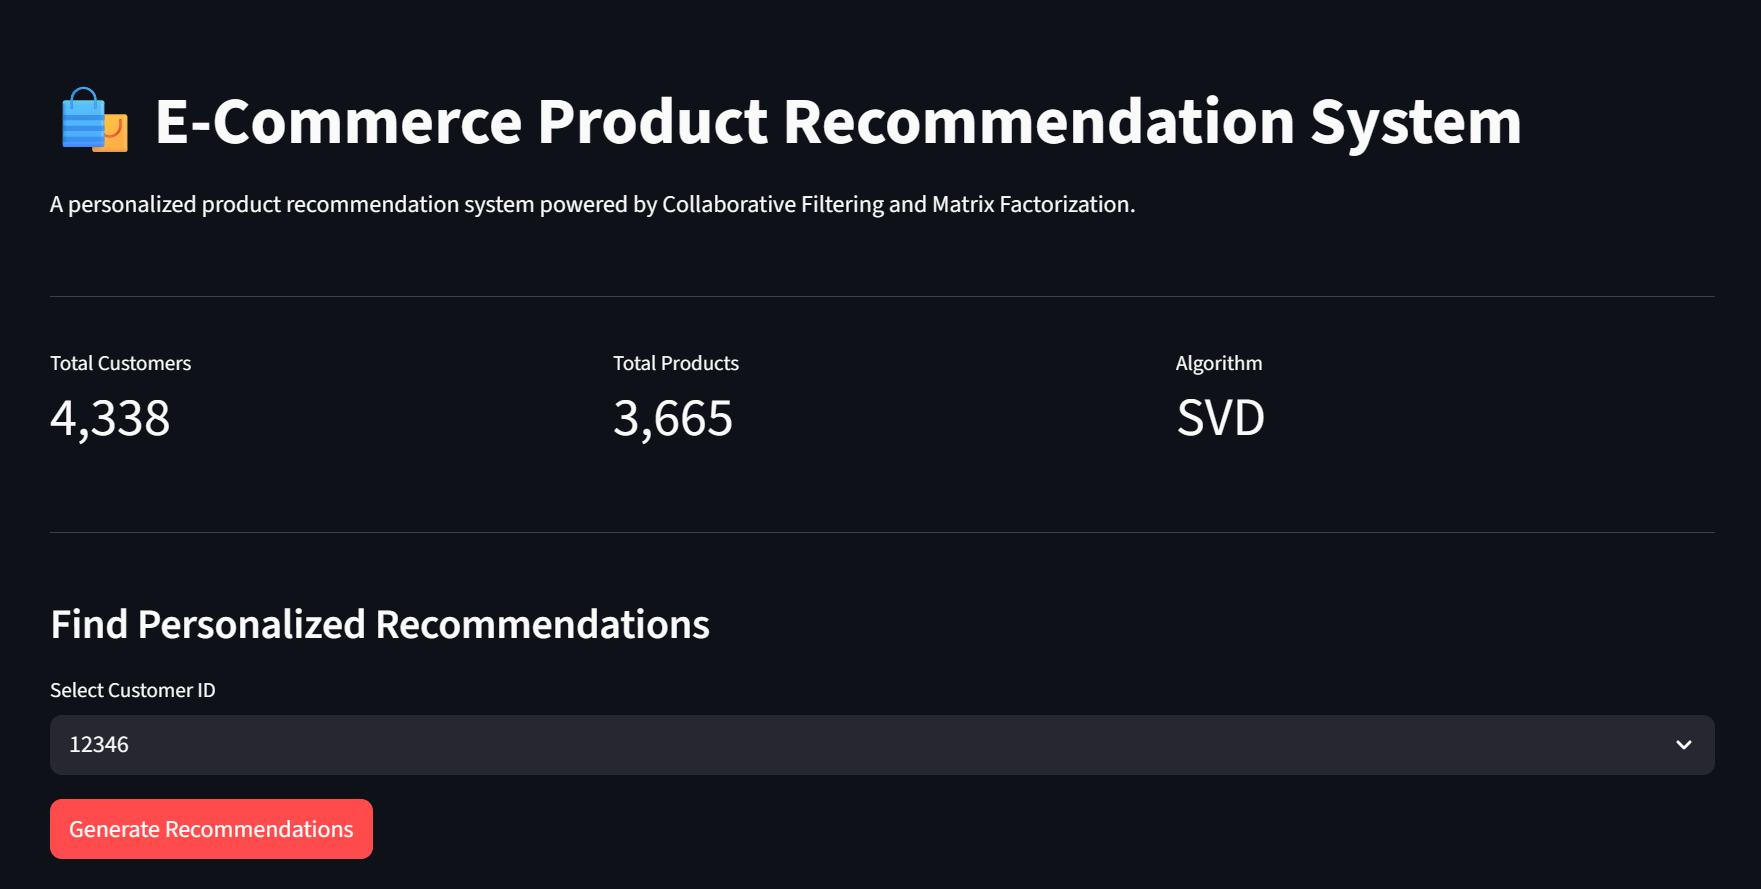 E-Commerce Product Recommendation System
A personalized product recommendation system powered by Collaborative Filtering and Matrix Factorization.
Total Customers
4,338
Total Products
3,665
Algorithm
SVD
Find Personalized Recommendations
Select Customer ID
12346
Generate Recommendations